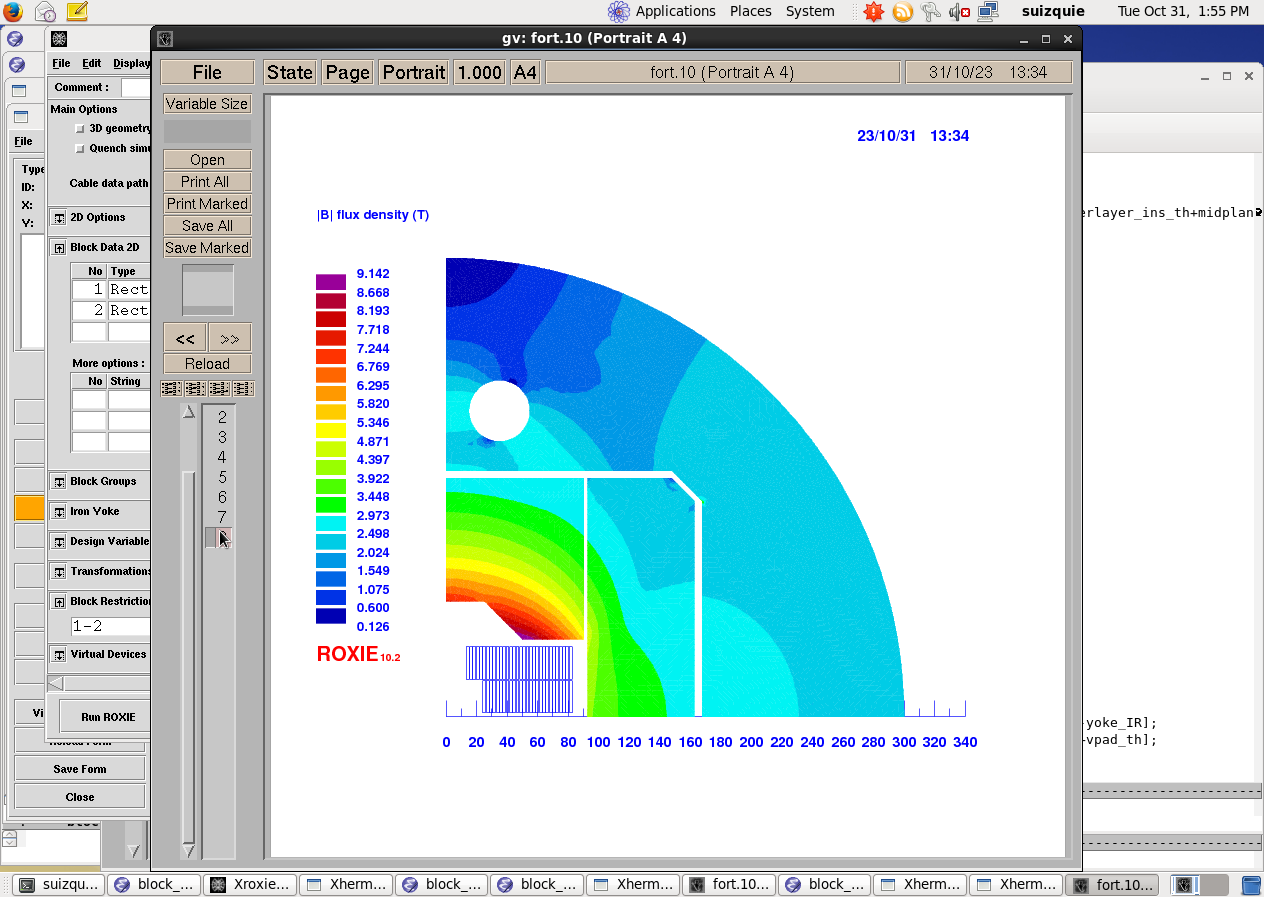 Applications Places System suizquie Tue Oct 31, 1:55 PM
gv: fort.10 (Portrait A 4)
File Edit Display
Comment :
Main Options
3D geometry
Quench simu
Cable data path
2D Options
Block Data 2D
No Type
1 Rect
2 Rect
More options :
No String
Block Groups
Iron Yoke
Design Variable
Transformations
Block Restriction
1-2
Virtual Devices
Run ROXIE
File
Type
ID:
X:
Y:
Vi
Reload Form
Save Form
Close
File State Page Portrait 1.000 A4 fort.10 (Portrait A 4) 31/10/23 13:34
Variable Size
Open
Print All
Print Marked
Save All
Save Marked
<< >>
Reload
2
3
4
5
6
7
23/10/31 13:34
|B| flux density (T)
9.142
8.668
8.193
7.718
7.244
6.769
6.295
5.820
5.346
4.871
4.397
3.922
3.448
2.973
2.498
2.024
1.549
1.075
0.600
0.126
ROXIE 10.2
0 20 40 60 80 100 120 140 160 180 200 220 240 260 280 300 320 340
erlayer_ins_th+midplan
-yoke_IR];
-vpad_th];
suizqu... block_... Xroxie... Xherm... block_... block_... Xherm... fort.10... block_... Xherm... Xherm... fort.10...